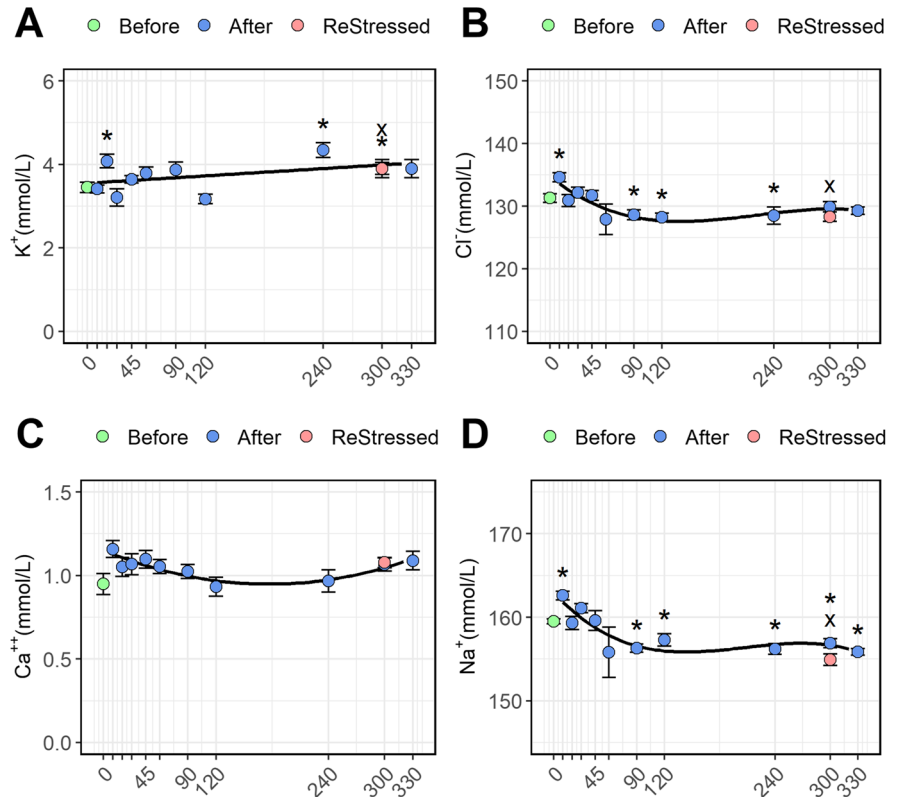 A Before After ReStressed
K+(mmol/L)
6
4
2
0
* * x *
0 45 90 120 240 300 330
B Before After ReStressed
Cl-(mmol/L)
150
140
130
120
110
* * * * x
0 45 90 120 240 300 330
C Before After ReStressed
Ca++(mmol/L)
1.5
1.0
0.5
0.0
0 45 90 120 240 300 330
D Before After ReStressed
Na+(mmol/L)
170
160
150
* * * * * x *
0 45 90 120 240 300 330